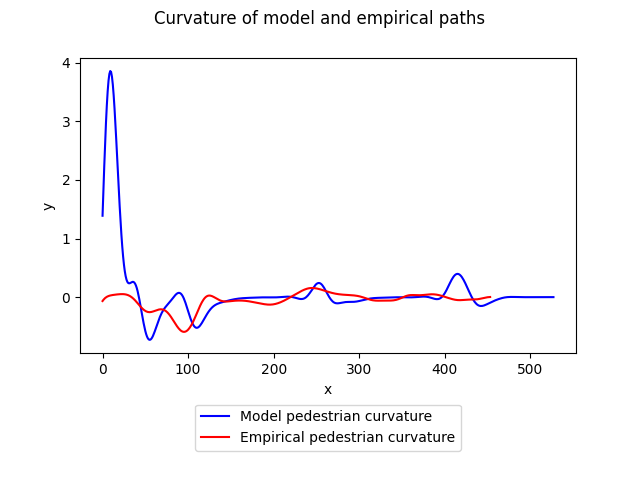 Curvature of model and empirical paths
4
3
2
1
0
y
0 100 200 300 400 500
x
Model pedestrian curvature
Empirical pedestrian curvature